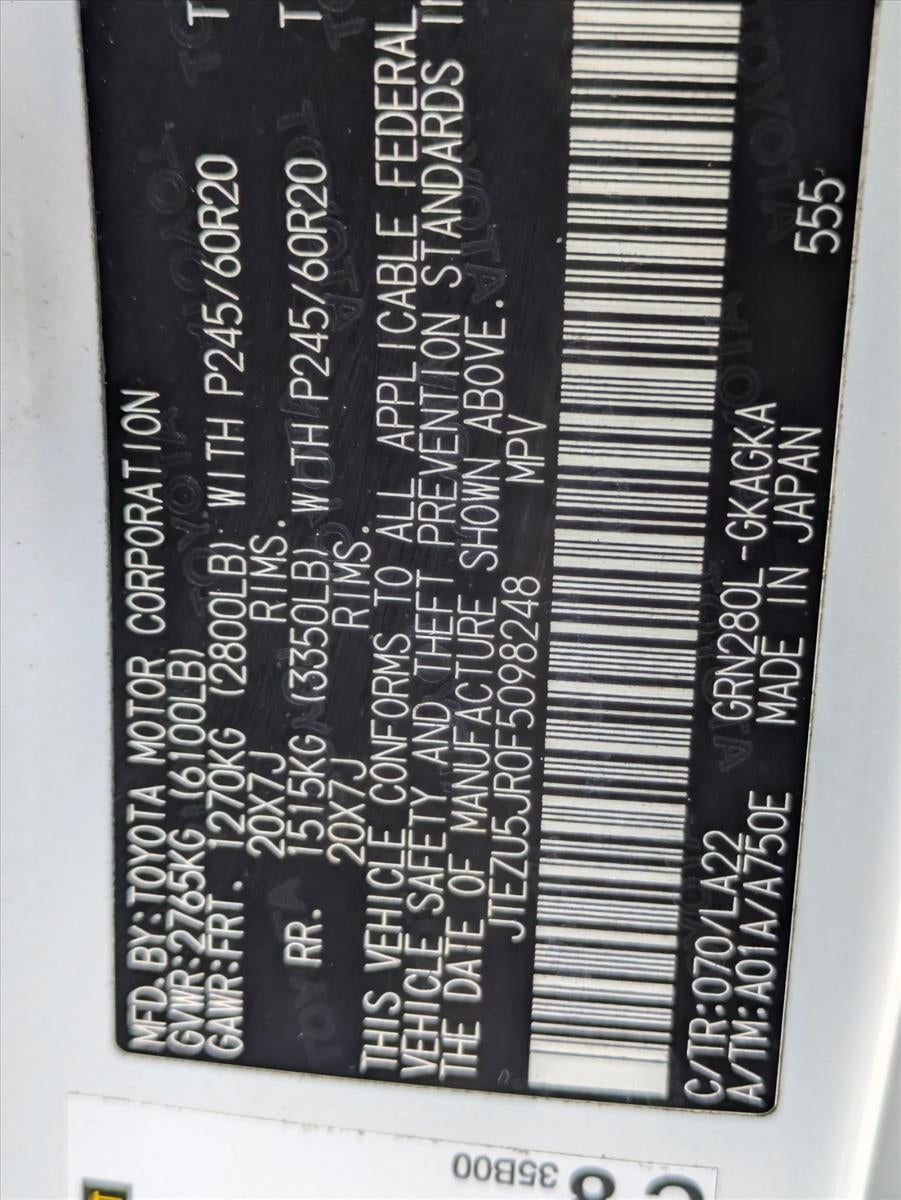 MFD.BY:TOYOTA MOTOR CORPORATION
GVWR:2765KG (6100LB)
GAWR:FRT. 1270KG (2800LB) WITH P245/60R20 T
20X7J RIMS.
RR. 1515KG (3350LB) WITH P245/60R20 T
20X7J RIMS.
THIS VEHICLE CONFORMS TO ALL APPLICABLE FEDERAL
VEHICLE SAFETY AND THEFT PREVENTION STANDARDS
THE DATE OF MANUFACTURE SHOWN ABOVE.
JTEZU5JR0F5098248 MPV
C/TR:070/LA22 GRN280L-GKAGKA 555
A/TM:A01A/A750E MADE IN JAPAN
35B00